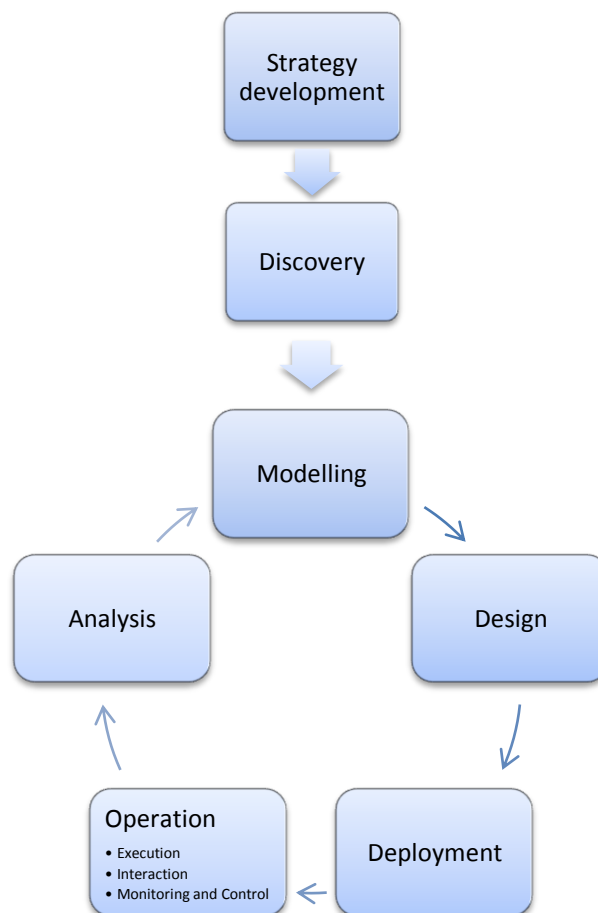 Strategy
development
Discovery
Modelling
Analysis
Design
Operation
• Execution
• Interaction
• Monitoring and Control
Deployment